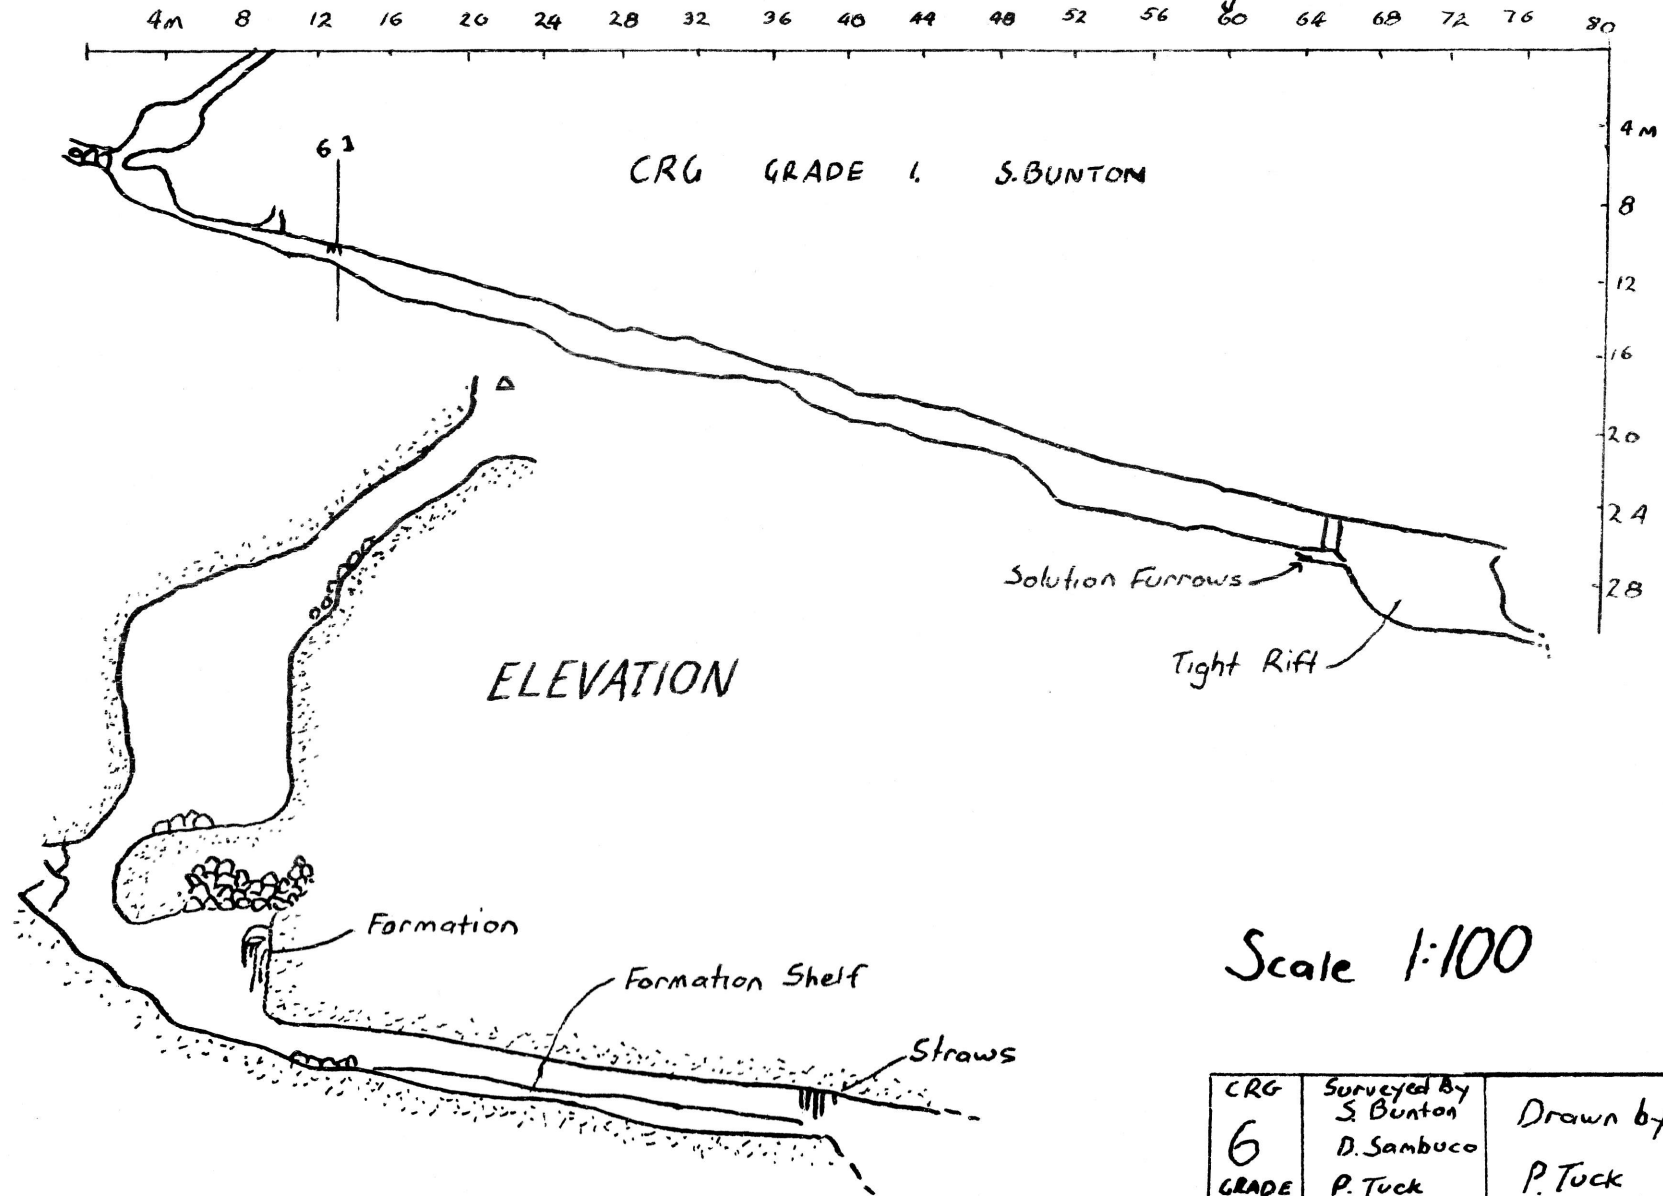 4m 8 12 16 20 24 28 32 36 40 44 48 52 56 60 64 68 72 76 80
4M
8
12
16
20
24
28
6 1
CRG GRADE 1. S.BUNTON
Solution Furrows
Tight Rift
ELEVATION
Formation
Formation Shelf
Straws
Scale 1:100
CRG
6
GRADE
Surveyed By
S. Bunton
D. Sambuco
P. Tuck
Drawn by
P. Tuck